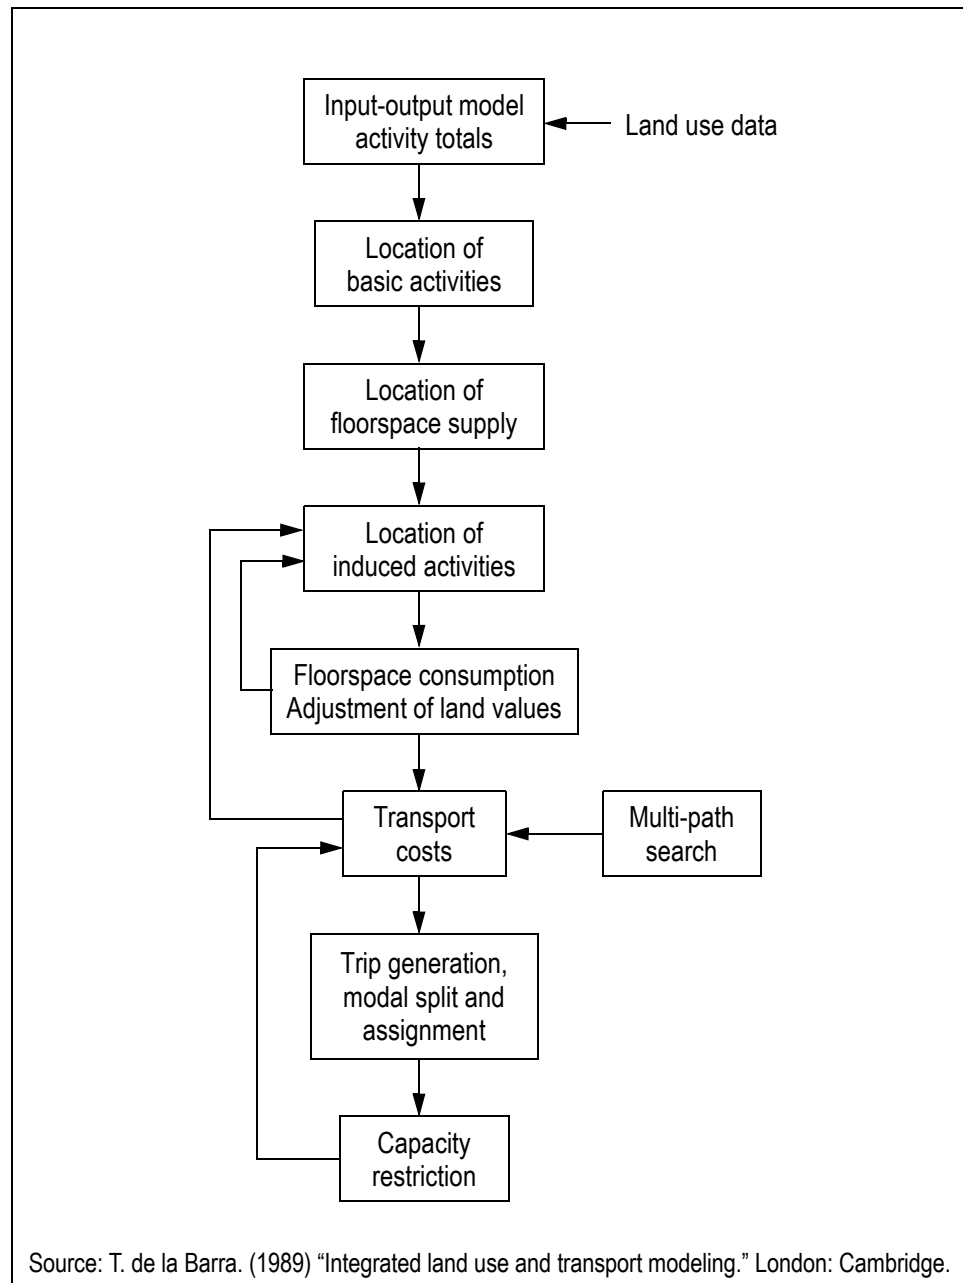 Input-output model
activity totals
Land use data
Location of
basic activities
Location of
floorspace supply
Location of
induced activities
Floorspace consumption
Adjustment of land values
Transport
costs
Multi-path
search
Trip generation,
modal split and
assignment
Capacity
restriction
Source: T. de la Barra. (1989) “Integrated land use and transport modeling.” London: Cambridge.